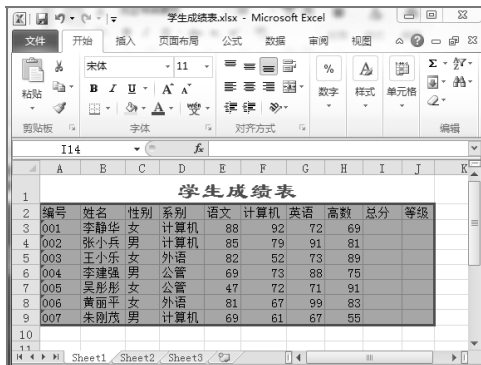 学生成绩表.xlsx - Microsoft Excel
文件 开始 插入 页面布局 公式 数据 审阅 视图
宋体 11
粘贴 B I U A A % 数字 A 样式 单元格 Σ
A 变
剪贴板 字体 对齐方式 编辑
I14 fx
A B C D E F G H I J K
1 学生成绩表
2 编号 姓名 性别 系别 语文 计算机 英语 高数 总分 等级
3 001 李静华 女 计算机 88 92 72 69
4 002 张小兵 男 计算机 85 79 91 81
5 003 王小乐 女 外语 82 52 73 89
6 004 李建强 男 公管 69 73 88 75
7 005 吴彤彤 女 公管 47 72 71 91
8 006 黄丽平 女 外语 81 67 99 83
9 007 朱刚茂 男 计算机 69 61 67 55
10
11
Sheet1 Sheet2 Sheet3